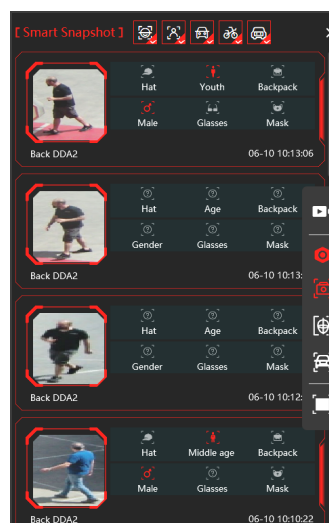 [ Smart Snapshot ]
Hat Youth Backpack
Male Glasses Mask
Back DDA2 06-10 10:13:06
Hat Age Backpack
Gender Glasses Mask
Back DDA2 06-10 10:13:
Hat Age Backpack
Gender Glasses Mask
Back DDA2 06-10 10:12:
Hat Middle age Backpack
Male Glasses Mask
Back DDA2 06-10 10:10:22